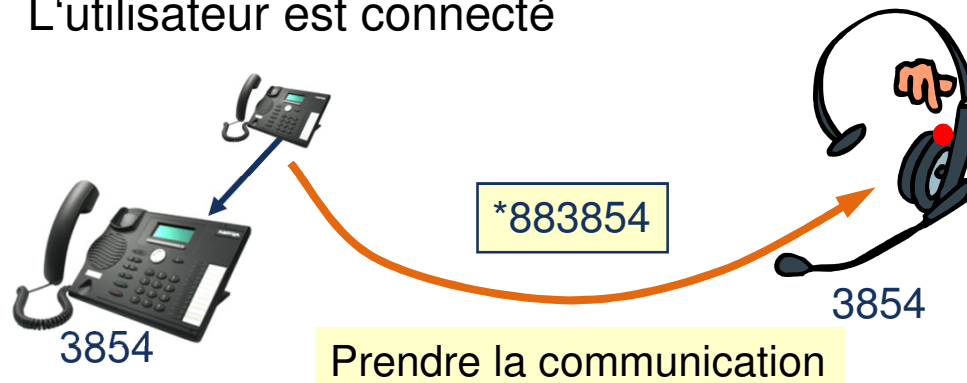 L‘utilisateur est connecté
*883854
3854
3854
Prendre la communication